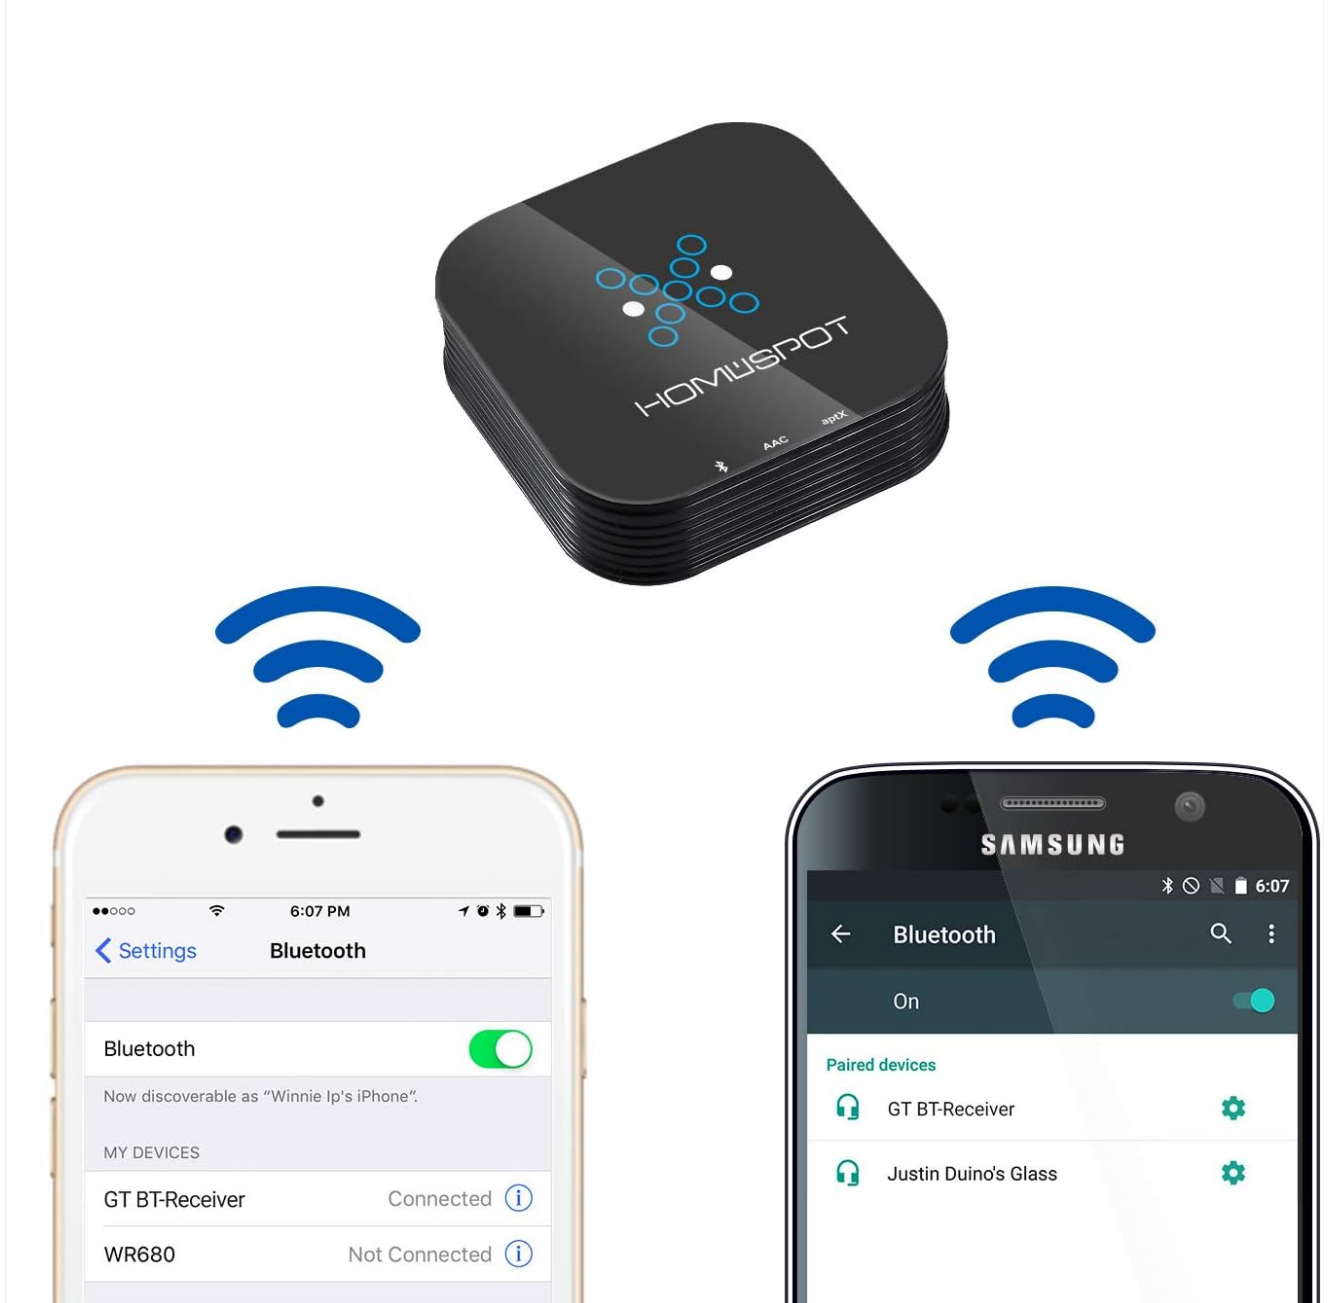 HOMUSPOT
AAC
aptX
6:07 PM
Settings
Bluetooth
Bluetooth
Now discoverable as “Winnie Ip's iPhone”.
MY DEVICES
GT BT-Receiver Connected
WR680 Not Connected
SAMSUNG
6:07
Bluetooth
On
Paired devices
GT BT-Receiver
Justin Duino's Glass